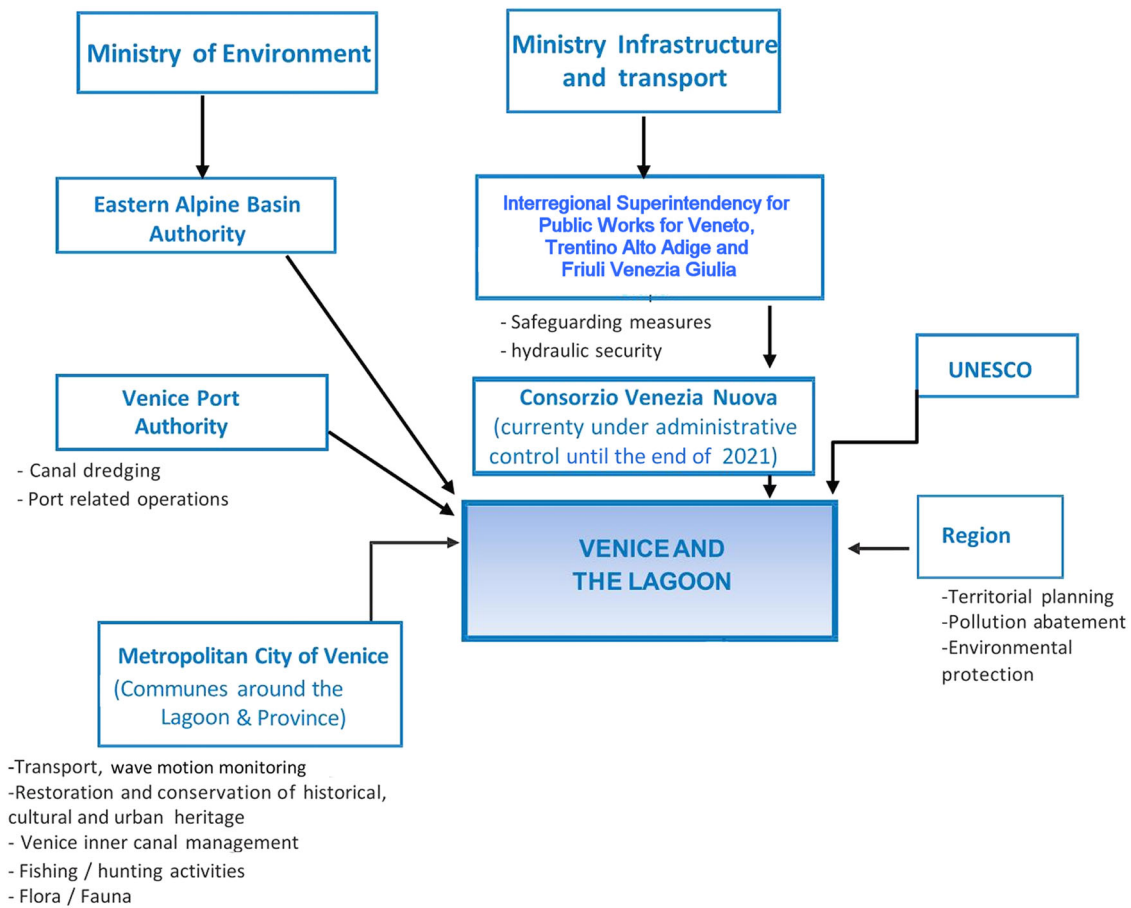 Ministry of Environment
Ministry Infrastructure
and transport
Eastern Alpine Basin
Authority
Interregional Superintendency for
Public Works for Veneto,
Trentino Alto Adige and
Friuli Venezia Giulia
- Safeguarding measures
- hydraulic security
UNESCO
Venice Port
Authority
- Canal dredging
- Port related operations
Consorzio Venezia Nuova
(currenty under administrative
control until the end of 2021)
VENICE AND
THE LAGOON
Region
-Territorial planning
-Pollution abatement
-Environmental
protection
Metropolitan City of Venice
(Communes around the
Lagoon & Province)
-Transport, wave motion monitoring
-Restoration and conservation of historical,
cultural and urban heritage
- Venice inner canal management
- Fishing / hunting activities
- Flora / Fauna